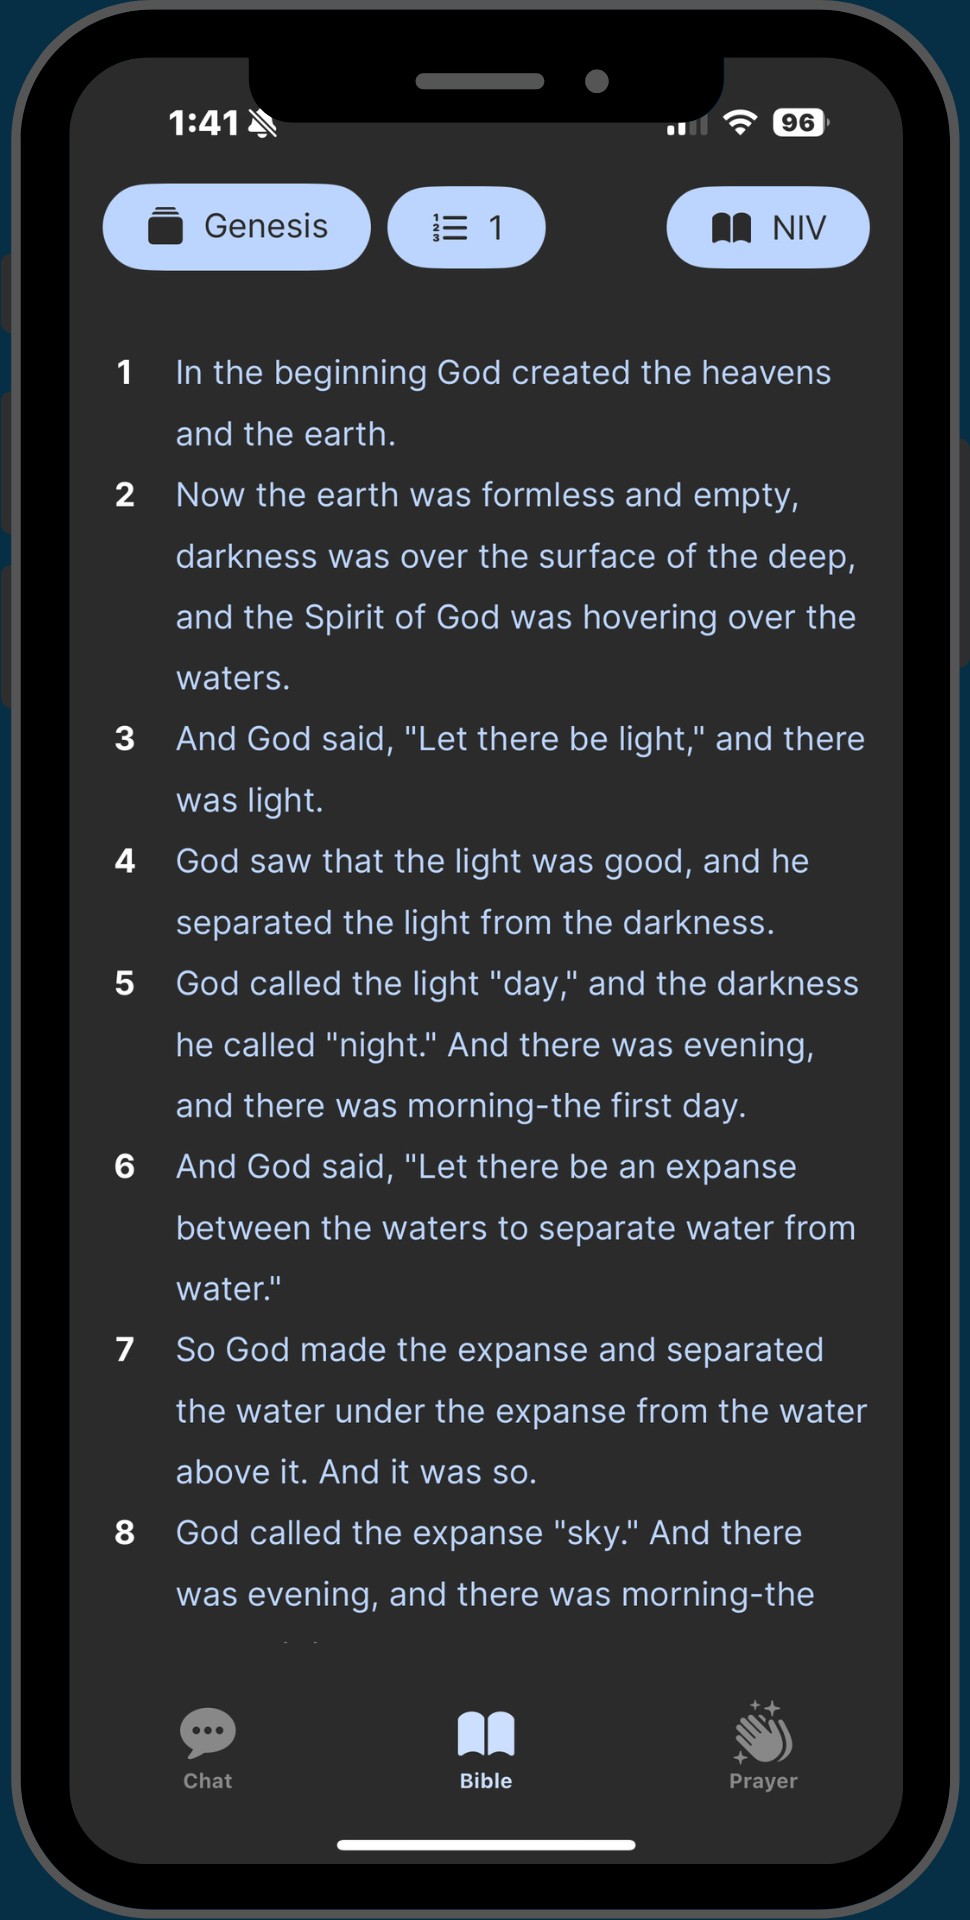 1:41 96
Genesis 1 NIV
1 In the beginning God created the heavens
and the earth.
2 Now the earth was formless and empty,
darkness was over the surface of the deep,
and the Spirit of God was hovering over the
waters.
3 And God said, "Let there be light," and there
was light.
4 God saw that the light was good, and he
separated the light from the darkness.
5 God called the light "day," and the darkness
he called "night." And there was evening,
and there was morning-the first day.
6 And God said, "Let there be an expanse
between the waters to separate water from
water."
7 So God made the expanse and separated
the water under the expanse from the water
above it. And it was so.
8 God called the expanse "sky." And there
was evening, and there was morning-the
Chat Bible Prayer